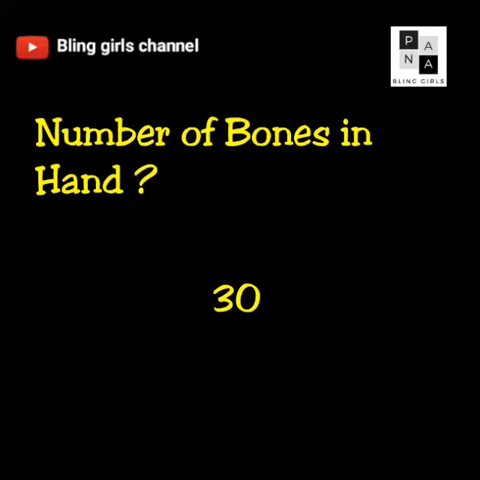 Bling girls channel
P A
N A
BLING GIRLS
Number of Bones in
Hand ?
30